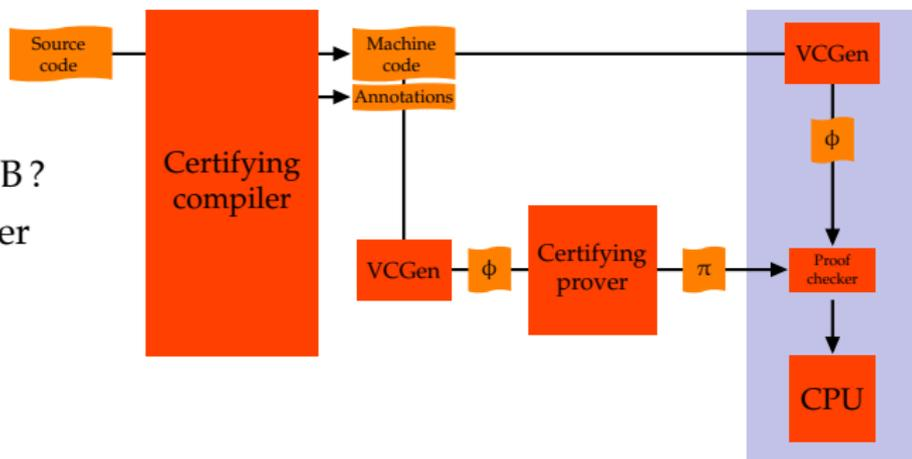 Source
code
Machine
code
VCGen
Annotations
ϕ
B ?
er
Certifying
compiler
VCGen
ϕ
Certifying
prover
π
Proof
checker
CPU